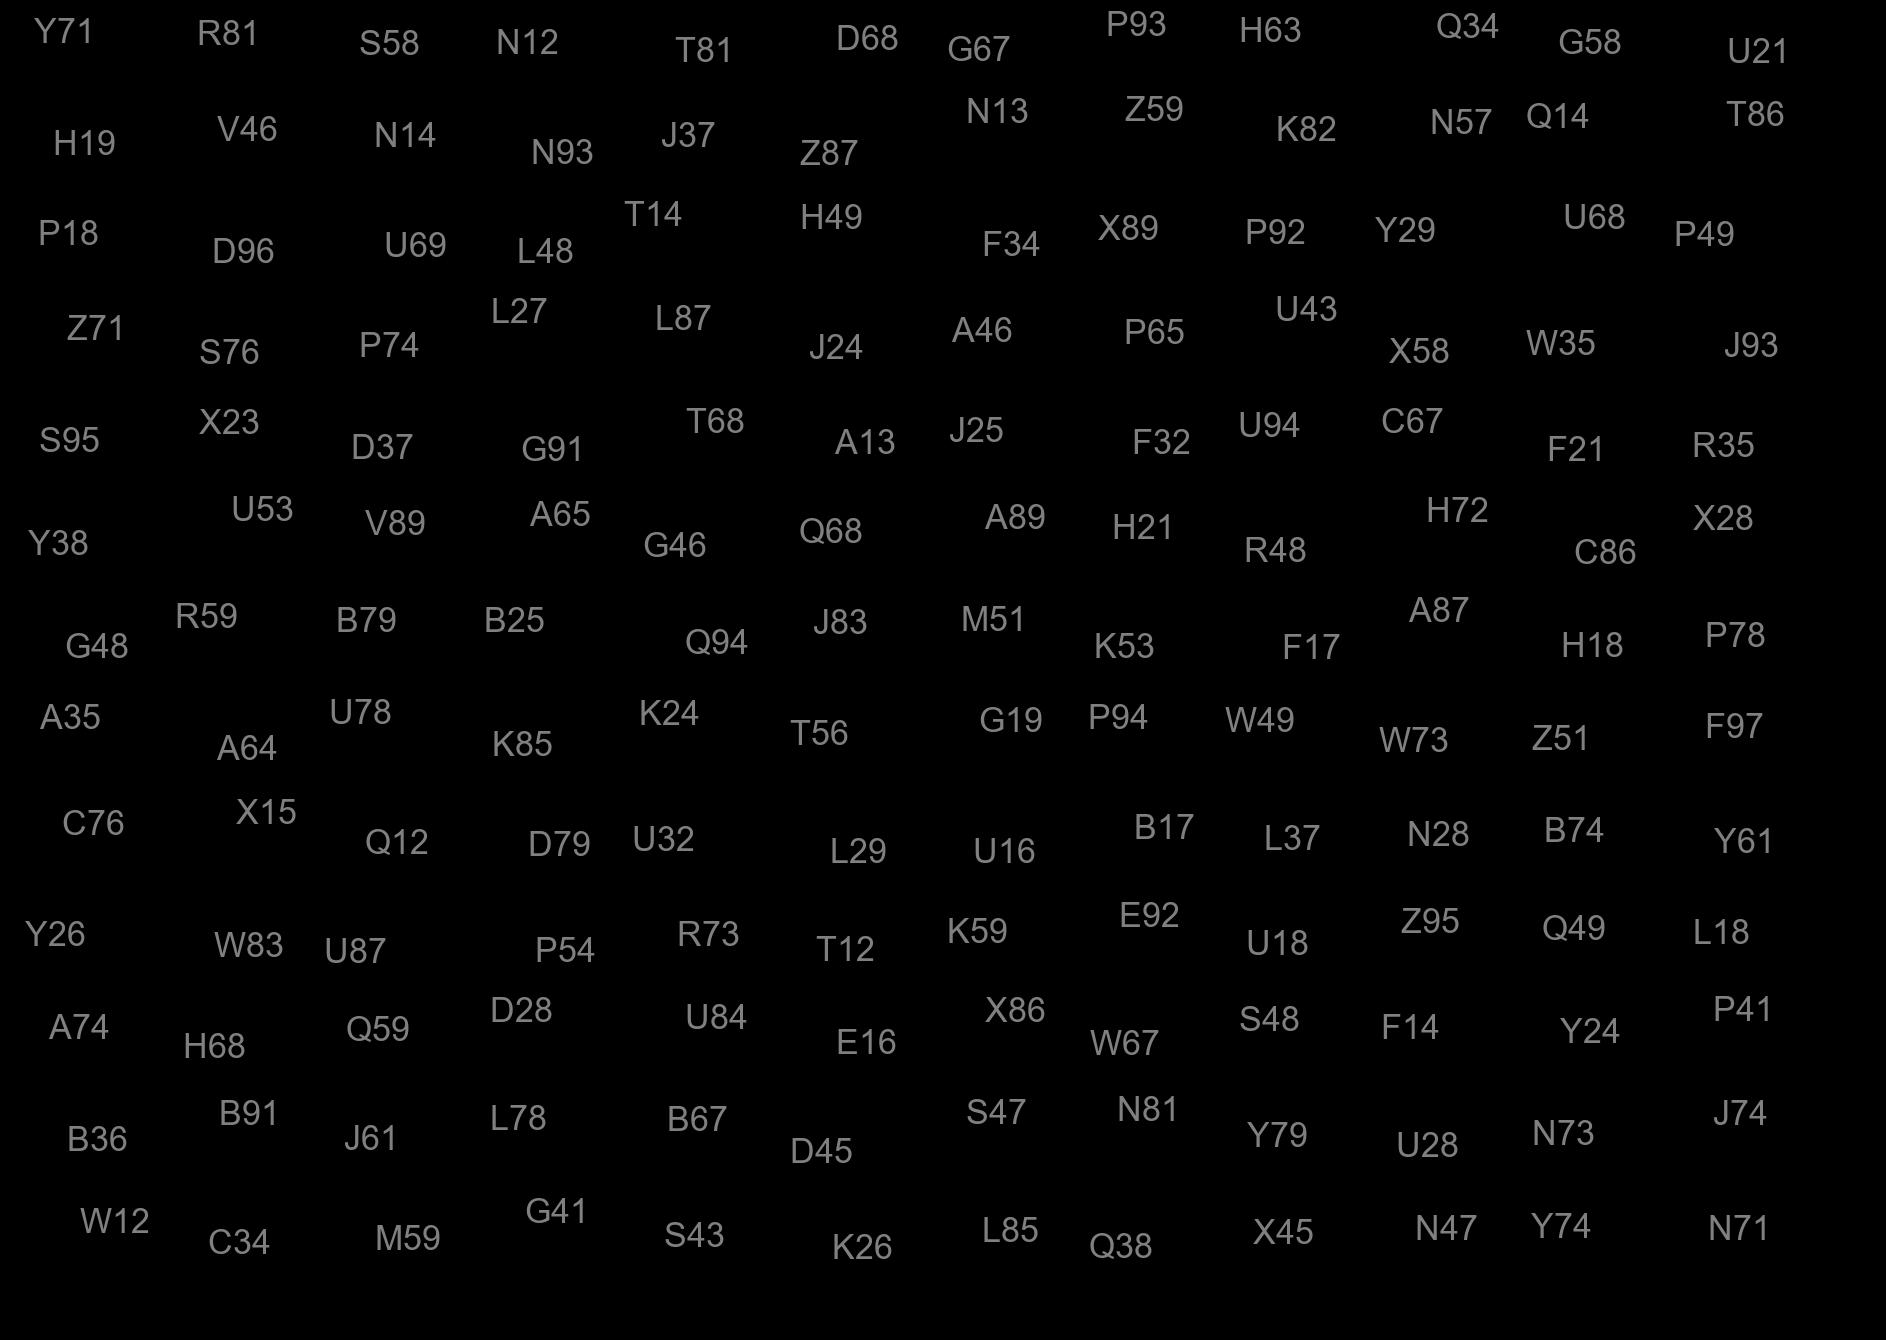 Y71 R81 S58 N12 T81 D68 G67 P93 H63 Q34 G58 U21
H19 V46 N14 N93 J37 Z87 N13 Z59 K82 N57 Q14 T86
P18 D96 U69 L48 T14 H49 F34 X89 P92 Y29 U68 P49
Z71 S76 P74 L27 L87 J24 A46 P65 U43 X58 W35 J93
S95 X23 D37 G91 T68 A13 J25 F32 U94 C67 F21 R35
Y38 U53 V89 A65 G46 Q68 A89 H21 R48 H72 C86 X28
G48 R59 B79 B25 Q94 J83 M51 K53 F17 A87 H18 P78
A35 A64 U78 K85 K24 T56 G19 P94 W49 W73 Z51 F97
C76 X15 Q12 D79 U32 L29 U16 B17 L37 N28 B74 Y61
Y26 W83 U87 P54 R73 T12 K59 E92 U18 Z95 Q49 L18
A74 H68 Q59 D28 U84 E16 X86 W67 S48 F14 Y24 P41
B36 B91 J61 L78 B67 D45 S47 N81 Y79 U28 N73 J74
W12 C34 M59 G41 S43 K26 L85 Q38 X45 N47 Y74 N71